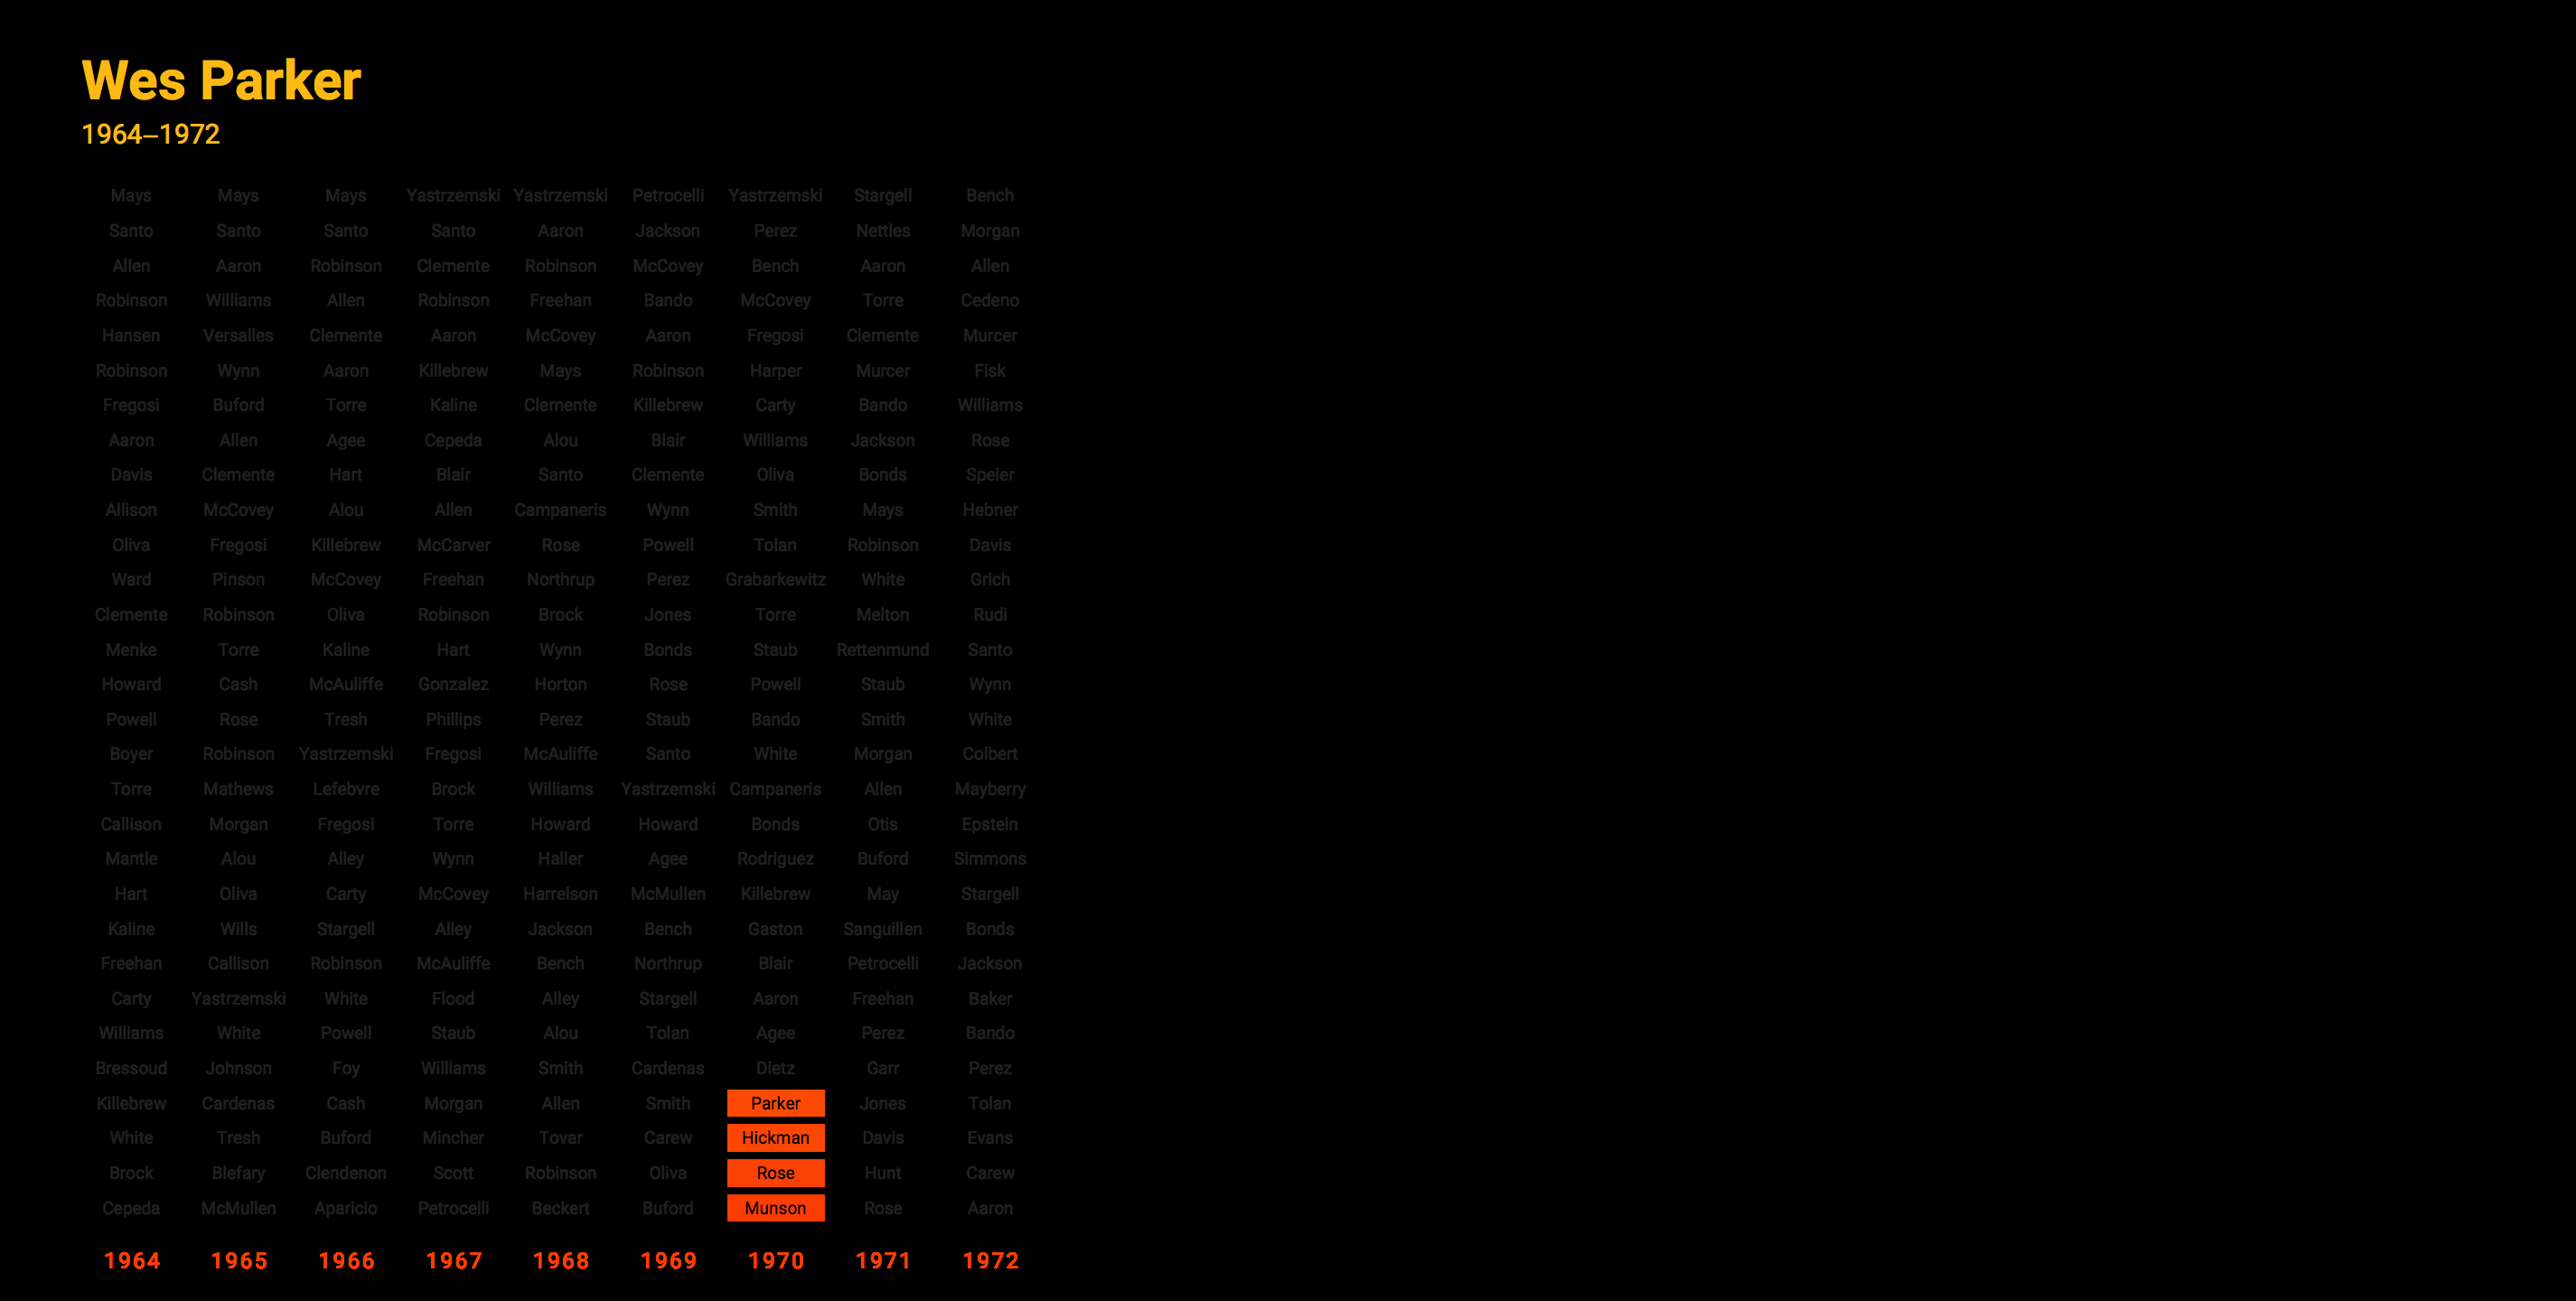 Wes Parker
1964–1972
Mays Mays Mays Yastrzemski Yastrzemski Petrocelli Yastrzemski Stargell Bench
Santo Santo Santo Santo Aaron Jackson Perez Nettles Morgan
Allen Aaron Robinson Clemente Robinson McCovey Bench Aaron Allen
Robinson Williams Allen Robinson Freehan Bando McCovey Torre Cedeno
Hansen Versalles Clemente Aaron McCovey Aaron Fregosi Clemente Murcer
Robinson Wynn Aaron Killebrew Mays Robinson Harper Murcer Fisk
Fregosi Buford Torre Kaline Clemente Killebrew Carty Bando Williams
Aaron Allen Agee Cepeda Alou Blair Williams Jackson Rose
Davis Clemente Hart Blair Santo Clemente Oliva Bonds Speier
Allison McCovey Alou Allen Campaneris Wynn Smith Mays Hebner
Oliva Fregosi Killebrew McCarver Rose Powell Tolan Robinson Davis
Ward Pinson McCovey Freehan Northrup Perez Grabarkewitz White Grich
Clemente Robinson Oliva Robinson Brock Jones Torre Melton Rudi
Menke Torre Kaline Hart Wynn Bonds Staub Rettenmund Santo
Howard Cash McAuliffe Gonzalez Horton Rose Powell Staub Wynn
Powell Rose Tresh Phillips Perez Staub Bando Smith White
Boyer Robinson Yastrzemski Fregosi McAuliffe Santo White Morgan Colbert
Torre Mathews Lefebvre Brock Williams Yastrzemski Campaneris Allen Mayberry
Callison Morgan Fregosi Torre Howard Howard Bonds Otis Epstein
Mantle Alou Alley Wynn Haller Agee Rodriguez Buford Simmons
Hart Oliva Carty McCovey Harrelson McMullen Killebrew May Stargell
Kaline Wills Stargell Alley Jackson Bench Gaston Sanguillen Bonds
Freehan Callison Robinson McAuliffe Bench Northrup Blair Petrocelli Jackson
Carty Yastrzemski White Flood Alley Stargell Aaron Freehan Baker
Williams White Powell Staub Alou Tolan Agee Perez Bando
Bressoud Johnson Foy Williams Smith Cardenas Dietz Garr Perez
Killebrew Cardenas Cash Morgan Allen Smith Parker Jones Tolan
White Tresh Buford Mincher Tovar Carew Hickman Davis Evans
Brock Blefary Clendenon Scott Robinson Oliva Rose Hunt Carew
Cepeda McMullen Aparicio Petrocelli Beckert Buford Munson Rose Aaron
1964 1965 1966 1967 1968 1969 1970 1971 1972